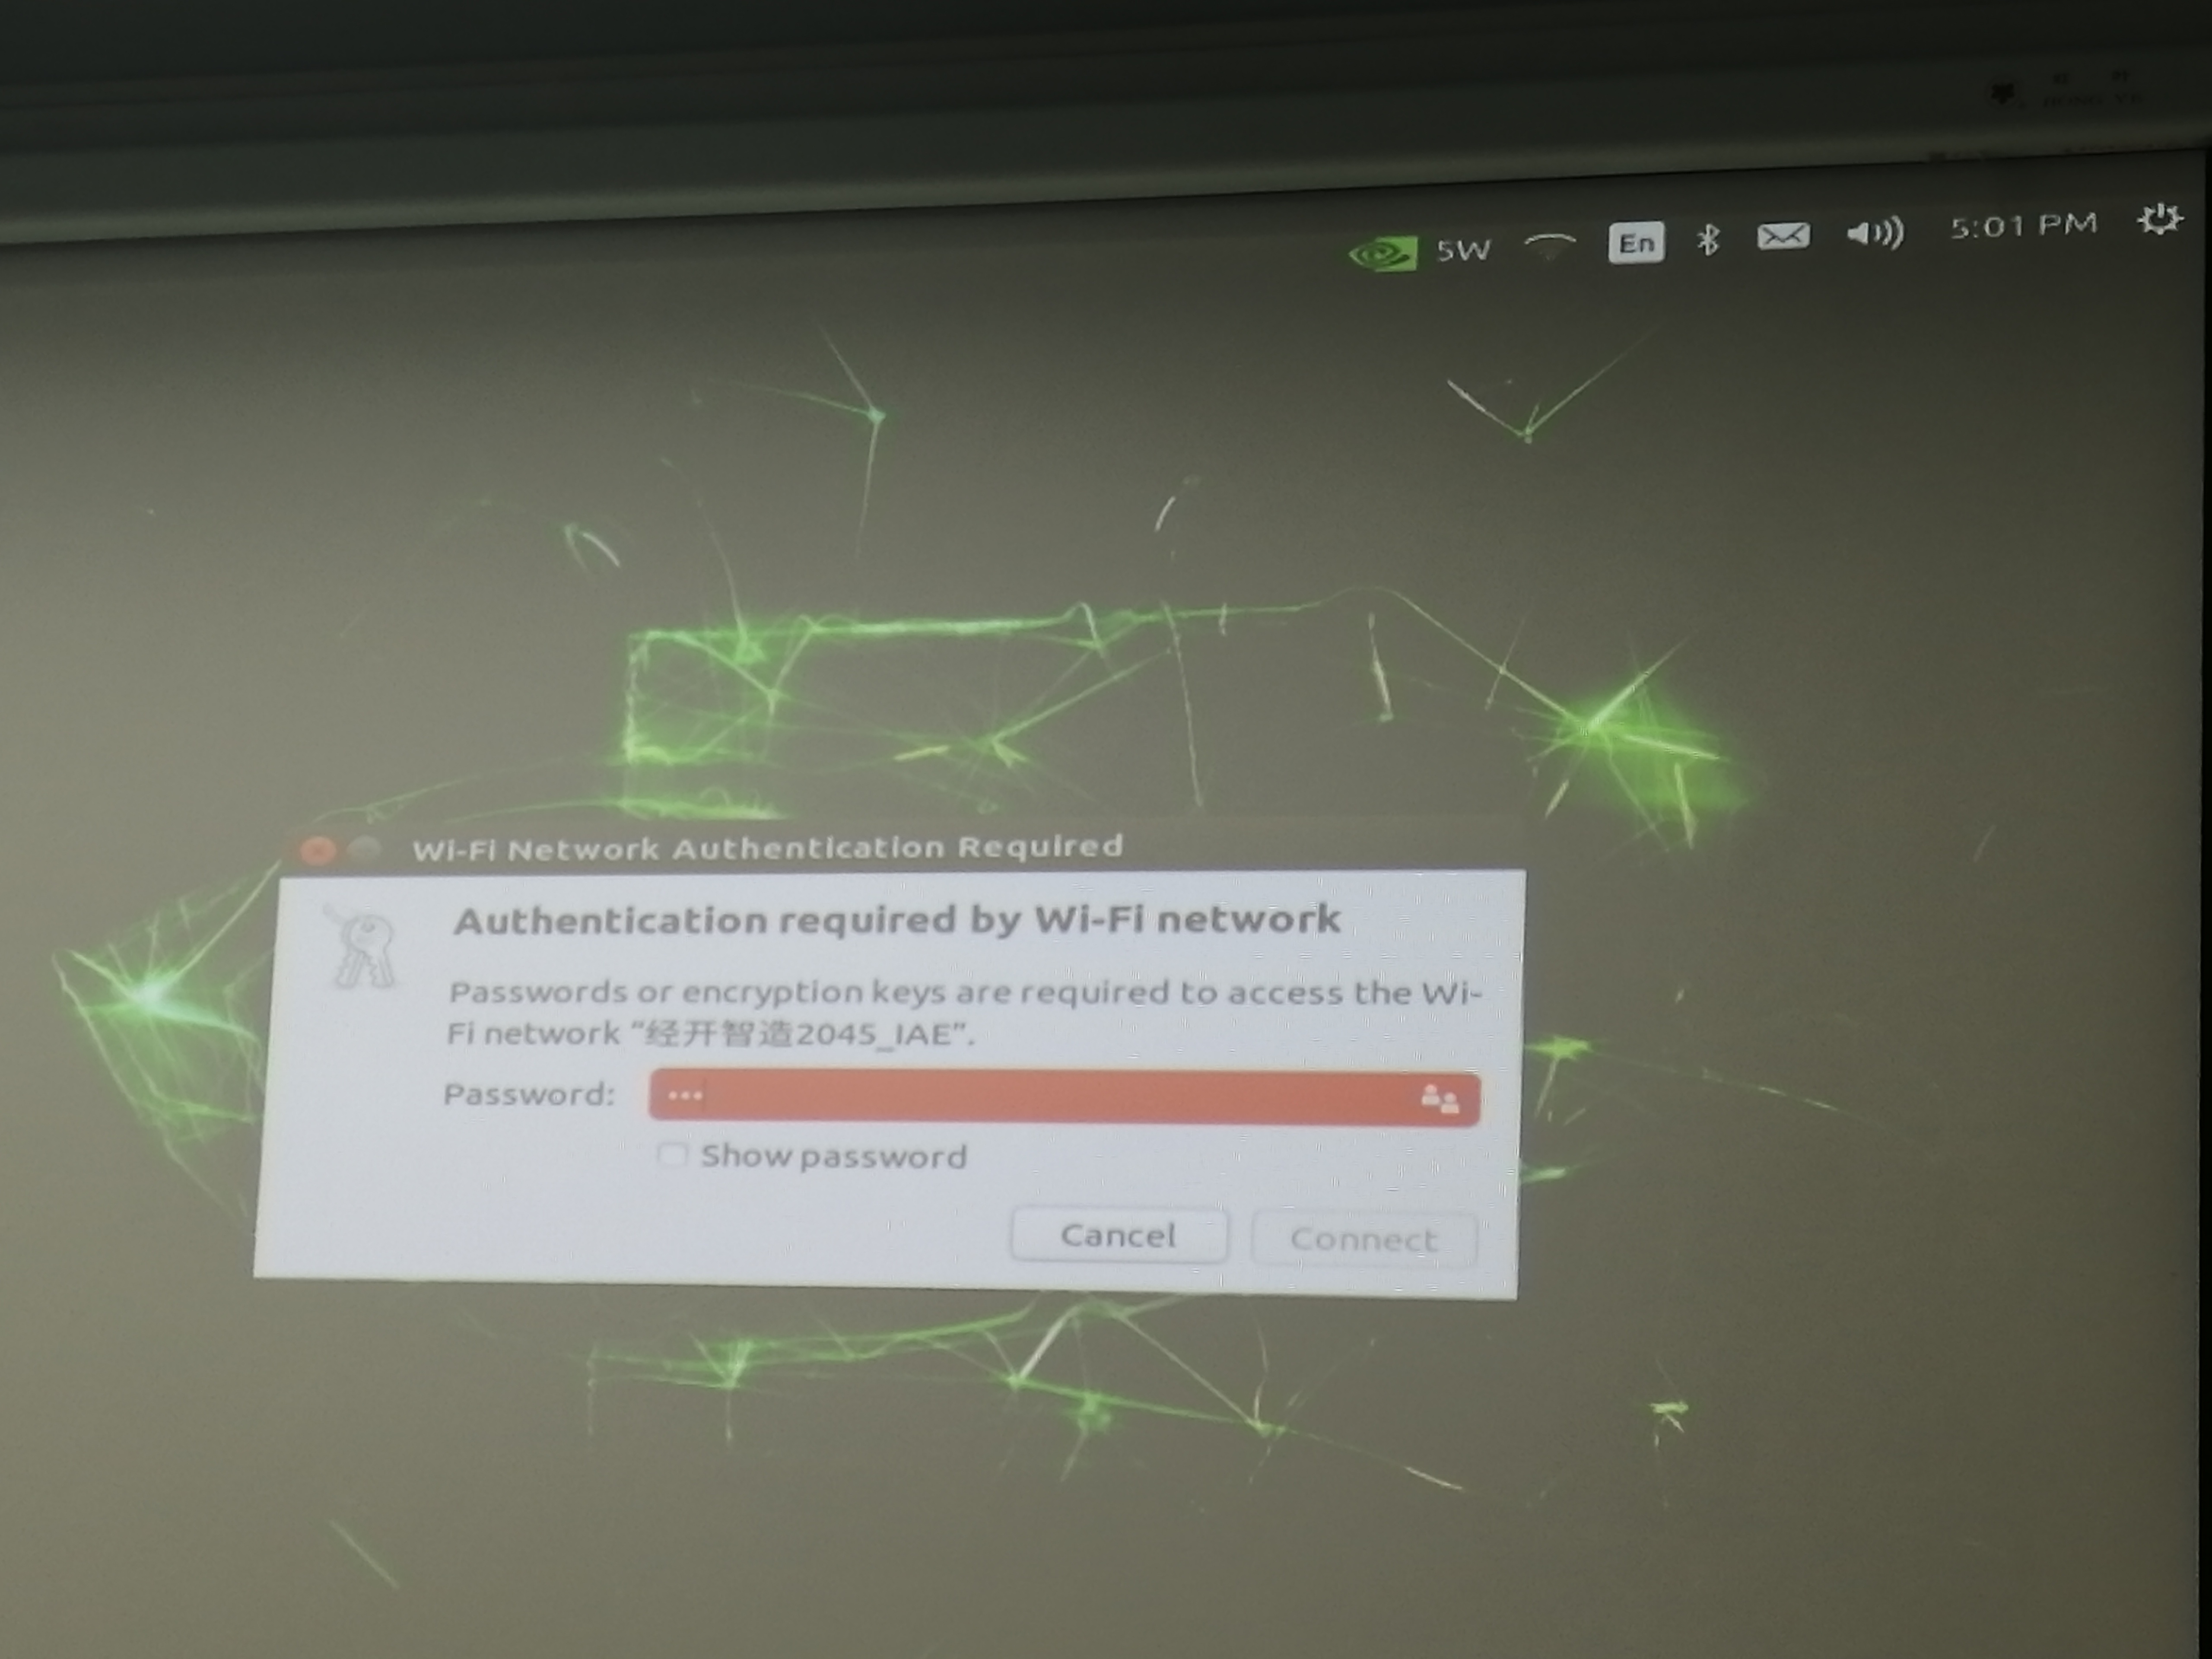 5W En 5:01 PM
Wi-Fi Network Authentication Required
Authentication required by Wi-Fi network
Passwords or encryption keys are required to access the Wi-
Fi network “经开智造2045_IAE”.
Password: •••
Show password
Cancel Connect